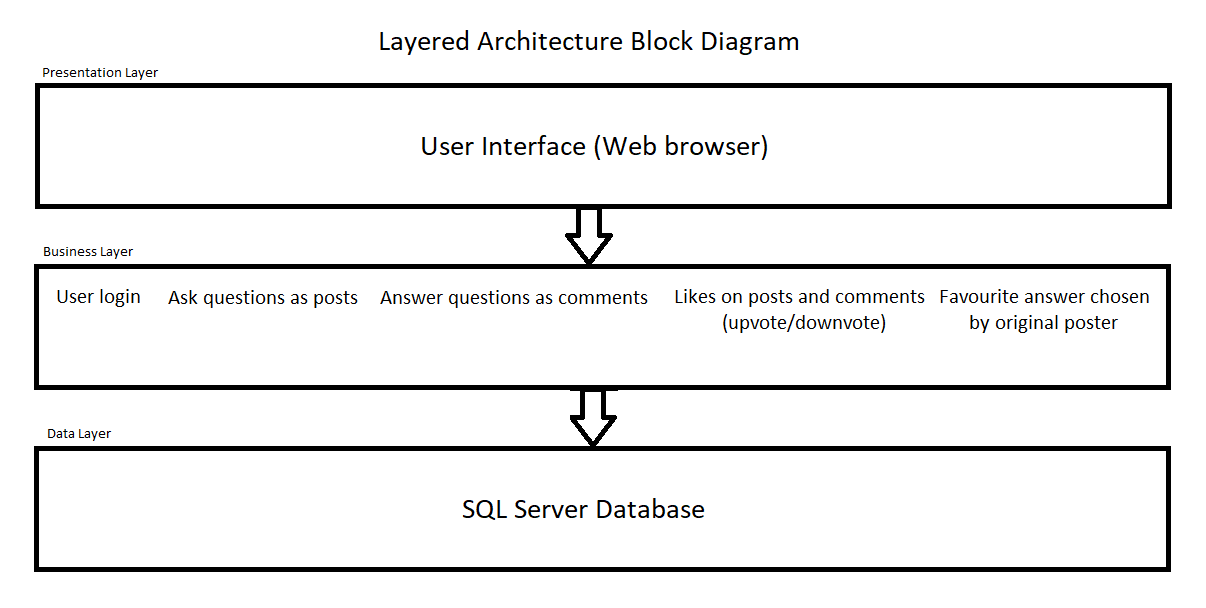 Layered Architecture Block Diagram
Presentation Layer
User Interface (Web browser)
Business Layer
User login
Ask questions as posts
Answer questions as comments
Likes on posts and comments
(upvote/downvote)
Favourite answer chosen
by original poster
Data Layer
SQL Server Database